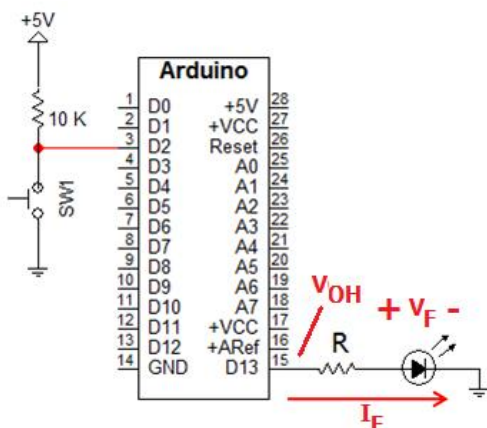 +5V
10 K
SW1
Arduino
1 D0 +5V 28
2 D1 +VCC 27
3 D2 Reset 26
4 D3 A0 25
5 D4 A1 24
6 D5 A2 23
7 D6 A3 22
8 D7 A4 21
9 D8 A5 20
10 D9 A6 19
11 D10 A7 18
12 D11 +VCC 17
13 D12 +ARef 16
14 GND D13 15
VOH
+ VF -
R
IF